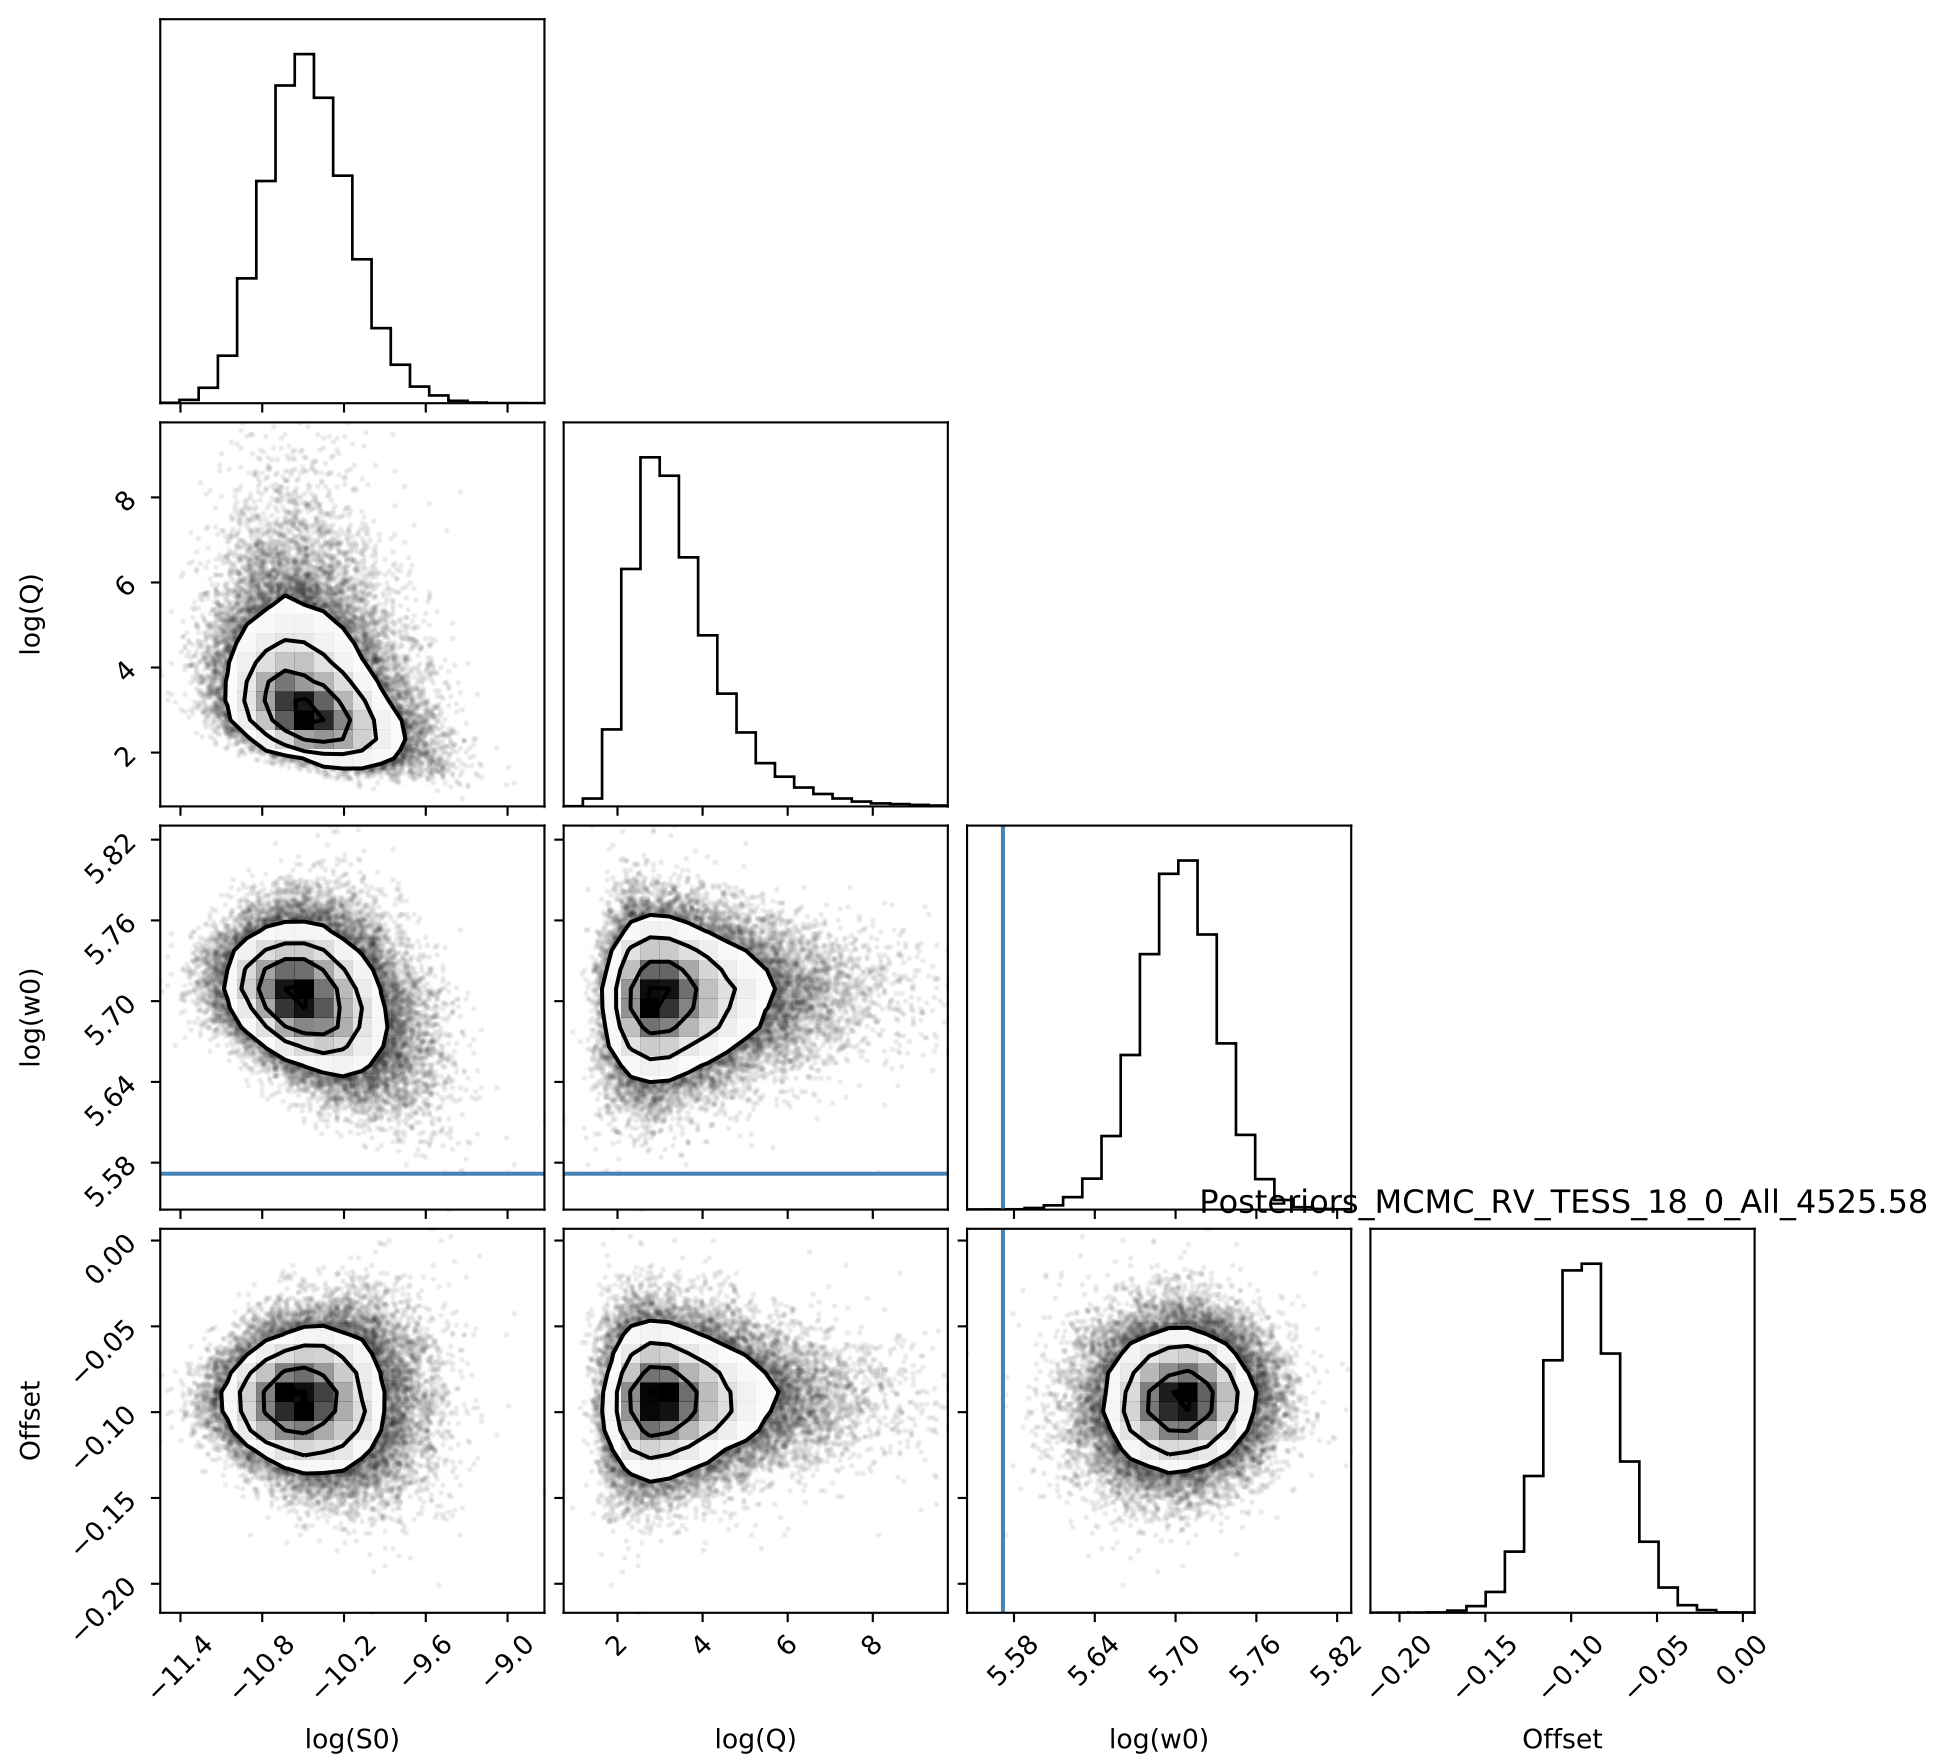 log(Q)
8
6
4
2
log(w0)
5.82
5.76
5.70
5.64
5.58
Posteriors_MCMC_RV_TESS_18_0_All_4525.58
Offset
0.00
−0.05
−0.10
−0.15
−0.20
−11.4 −10.8 −10.2 −9.6 −9.0
2 4 6 8
5.58 5.64 5.70 5.76 5.82
−0.20 −0.15 −0.10 −0.05 0.00
log(S0)
log(Q)
log(w0)
Offset